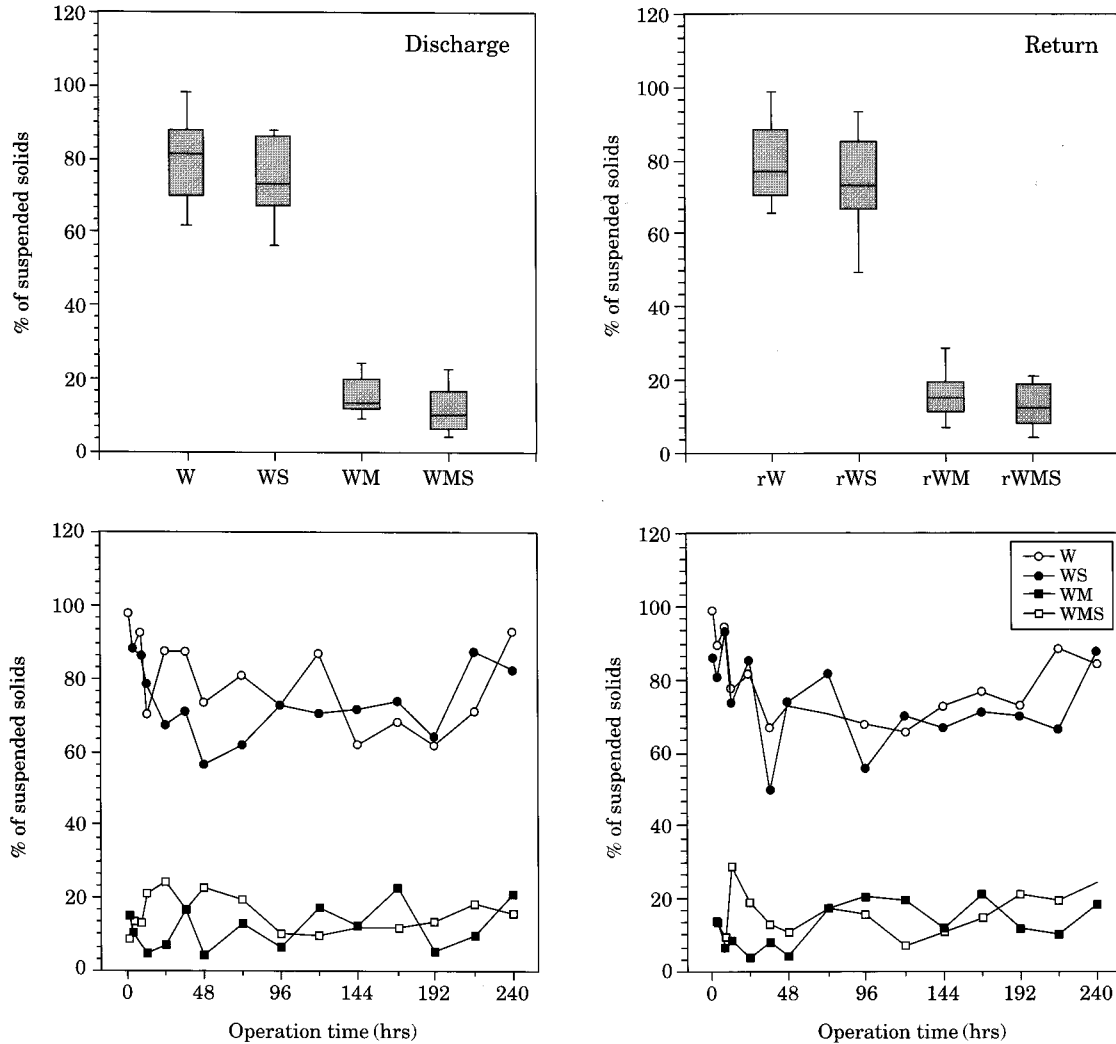 Discharge
% of suspended solids
120
100
80
60
40
20
0
W WS WM WMS
Return
% of suspended solids
120
100
80
60
40
20
0
rW rWS rWM rWMS
% of suspended solids
120
100
80
60
40
20
0
0 48 96 144 192 240
Operation time (hrs)
% of suspended solids
120
100
80
60
40
20
0
W
WS
WM
WMS
0 48 96 144 192 240
Operation time (hrs)